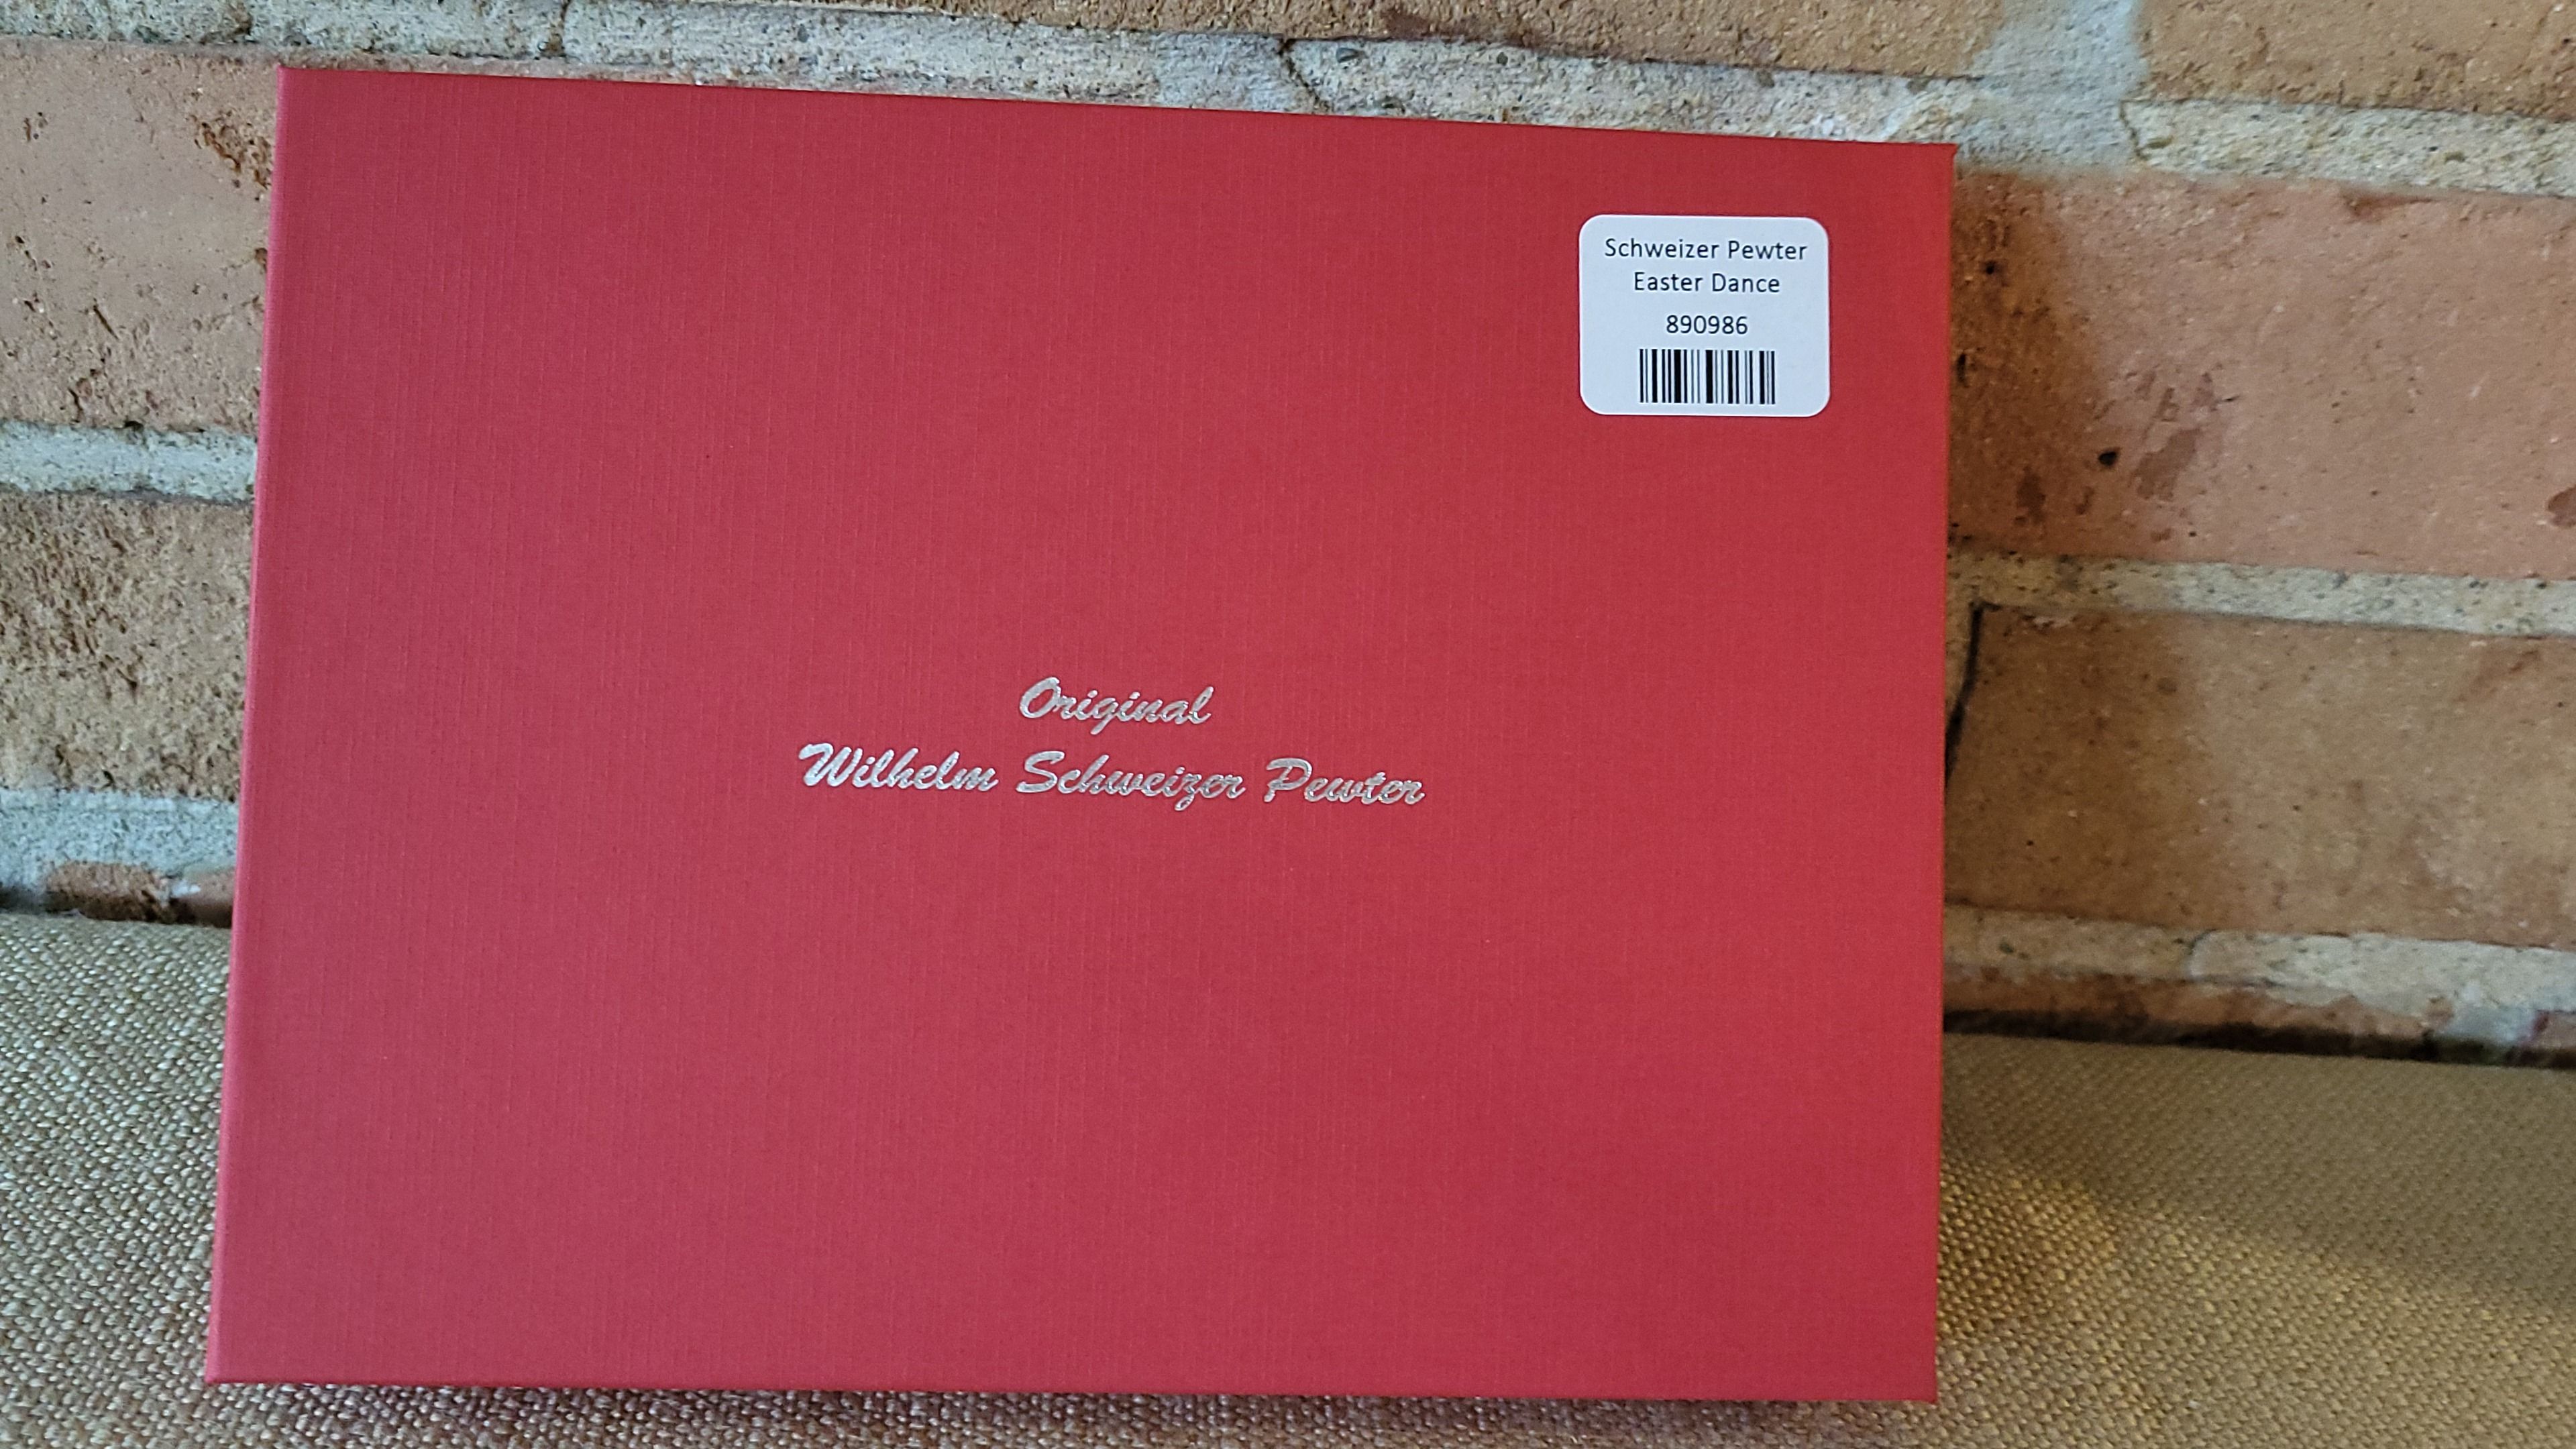 Schweizer Pewter
Easter Dance
890986
Original
Wilhelm Schweizer Pewter